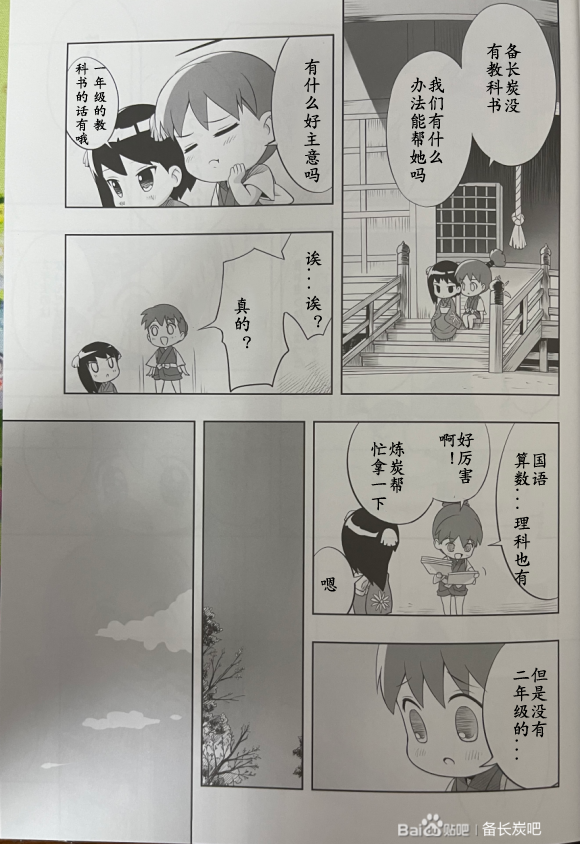 备长炭没
有教科书
我们有什么
办法能帮她吗
有什么好主意吗
一年级的教
科书的话有哦
诶···诶？
真的？
国语
算数···理科也有
好厉害
啊！
炼炭帮
忙拿一下
嗯
但是没有
二年级的···
Bai贴吧｜备长炭吧